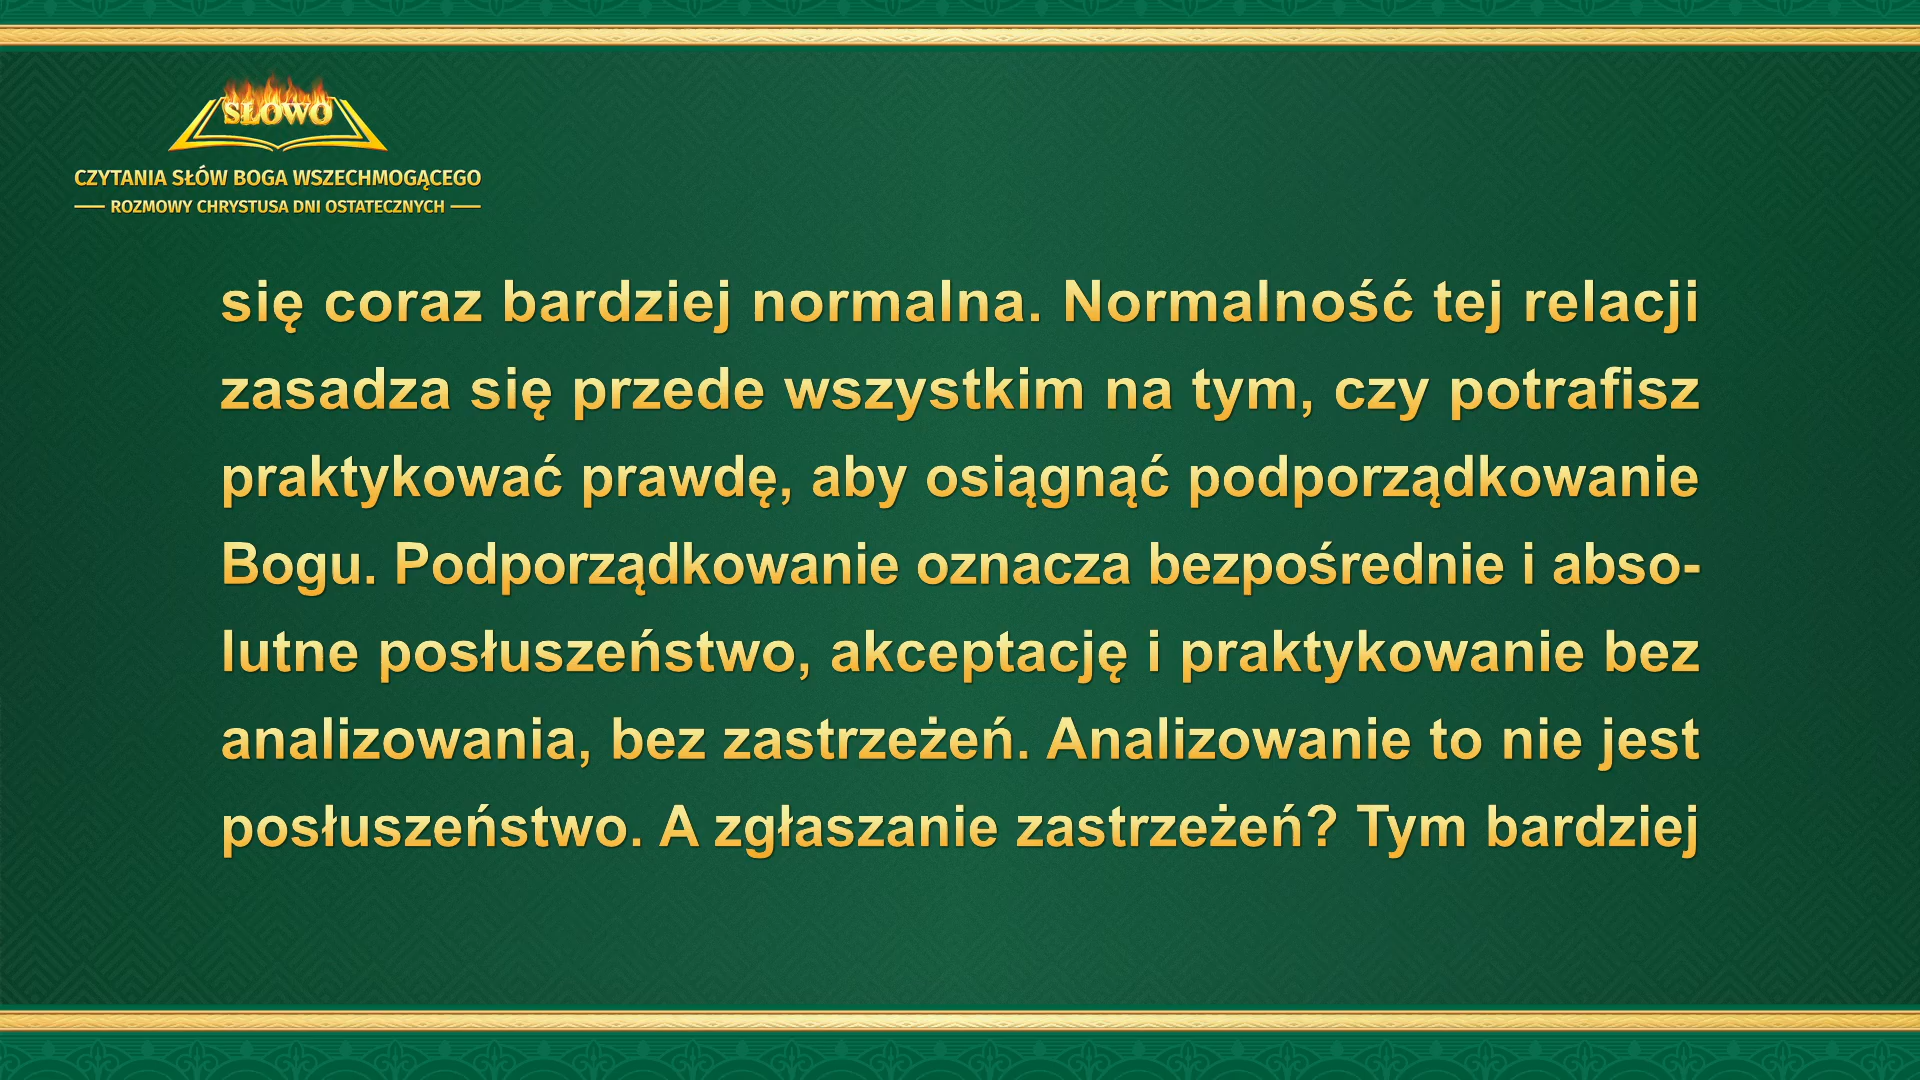 SŁOWO
CZYTANIA SŁÓW BOGA WSZECHMOGĄCEGO
ROZMOWY CHRYSTUSA DNI OSTATECZNYCH
się coraz bardziej normalna. Normalność tej relacji
zasadza się przede wszystkim na tym, czy potrafisz
praktykować prawdę, aby osiągnąć podporządkowanie
Bogu. Podporządkowanie oznacza bezpośrednie i abso-
lutne posłuszeństwo, akceptację i praktykowanie bez
analizowania, bez zastrzeżeń. Analizowanie to nie jest
posłuszeństwo. A zgłaszanie zastrzeżeń? Tym bardziej